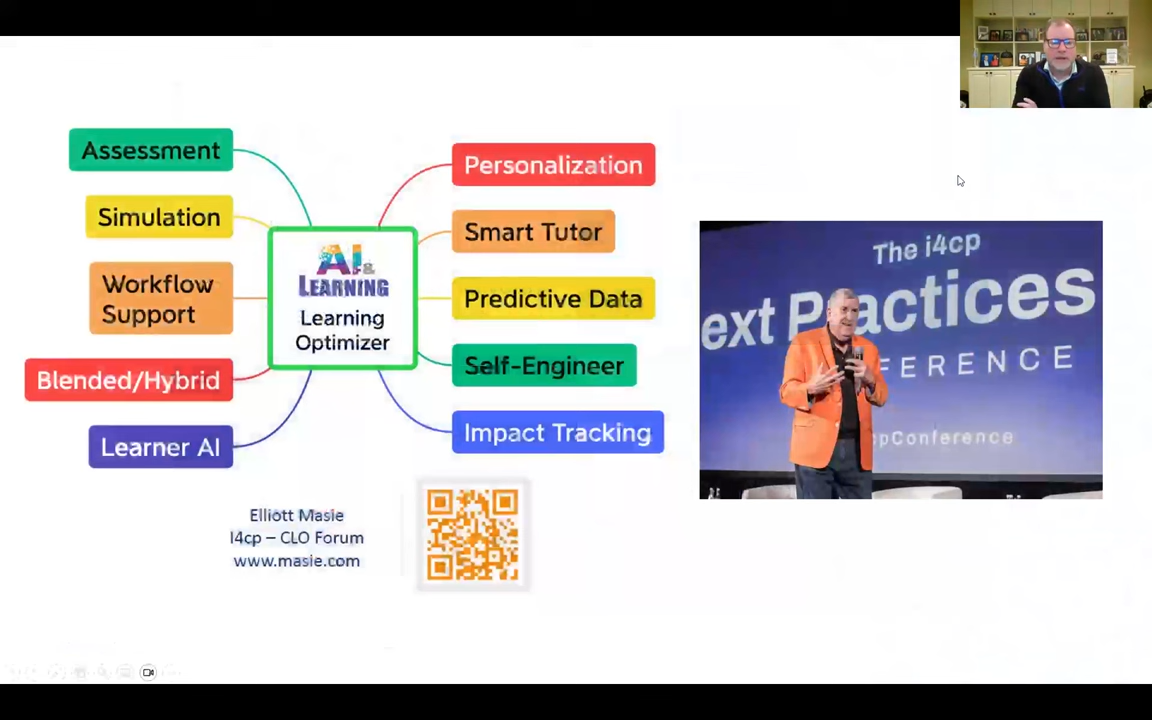 Assessment
Simulation
Workflow
Support
Blended/Hybrid
Learner AI
AI &
LEARNING
Learning
Optimizer
Personalization
Smart Tutor
Predictive Data
Self-Engineer
Impact Tracking
Elliott Masie
I4cp – CLO Forum
www.masie.com
The i4cp
ext Practices
FERENCE
cpConference